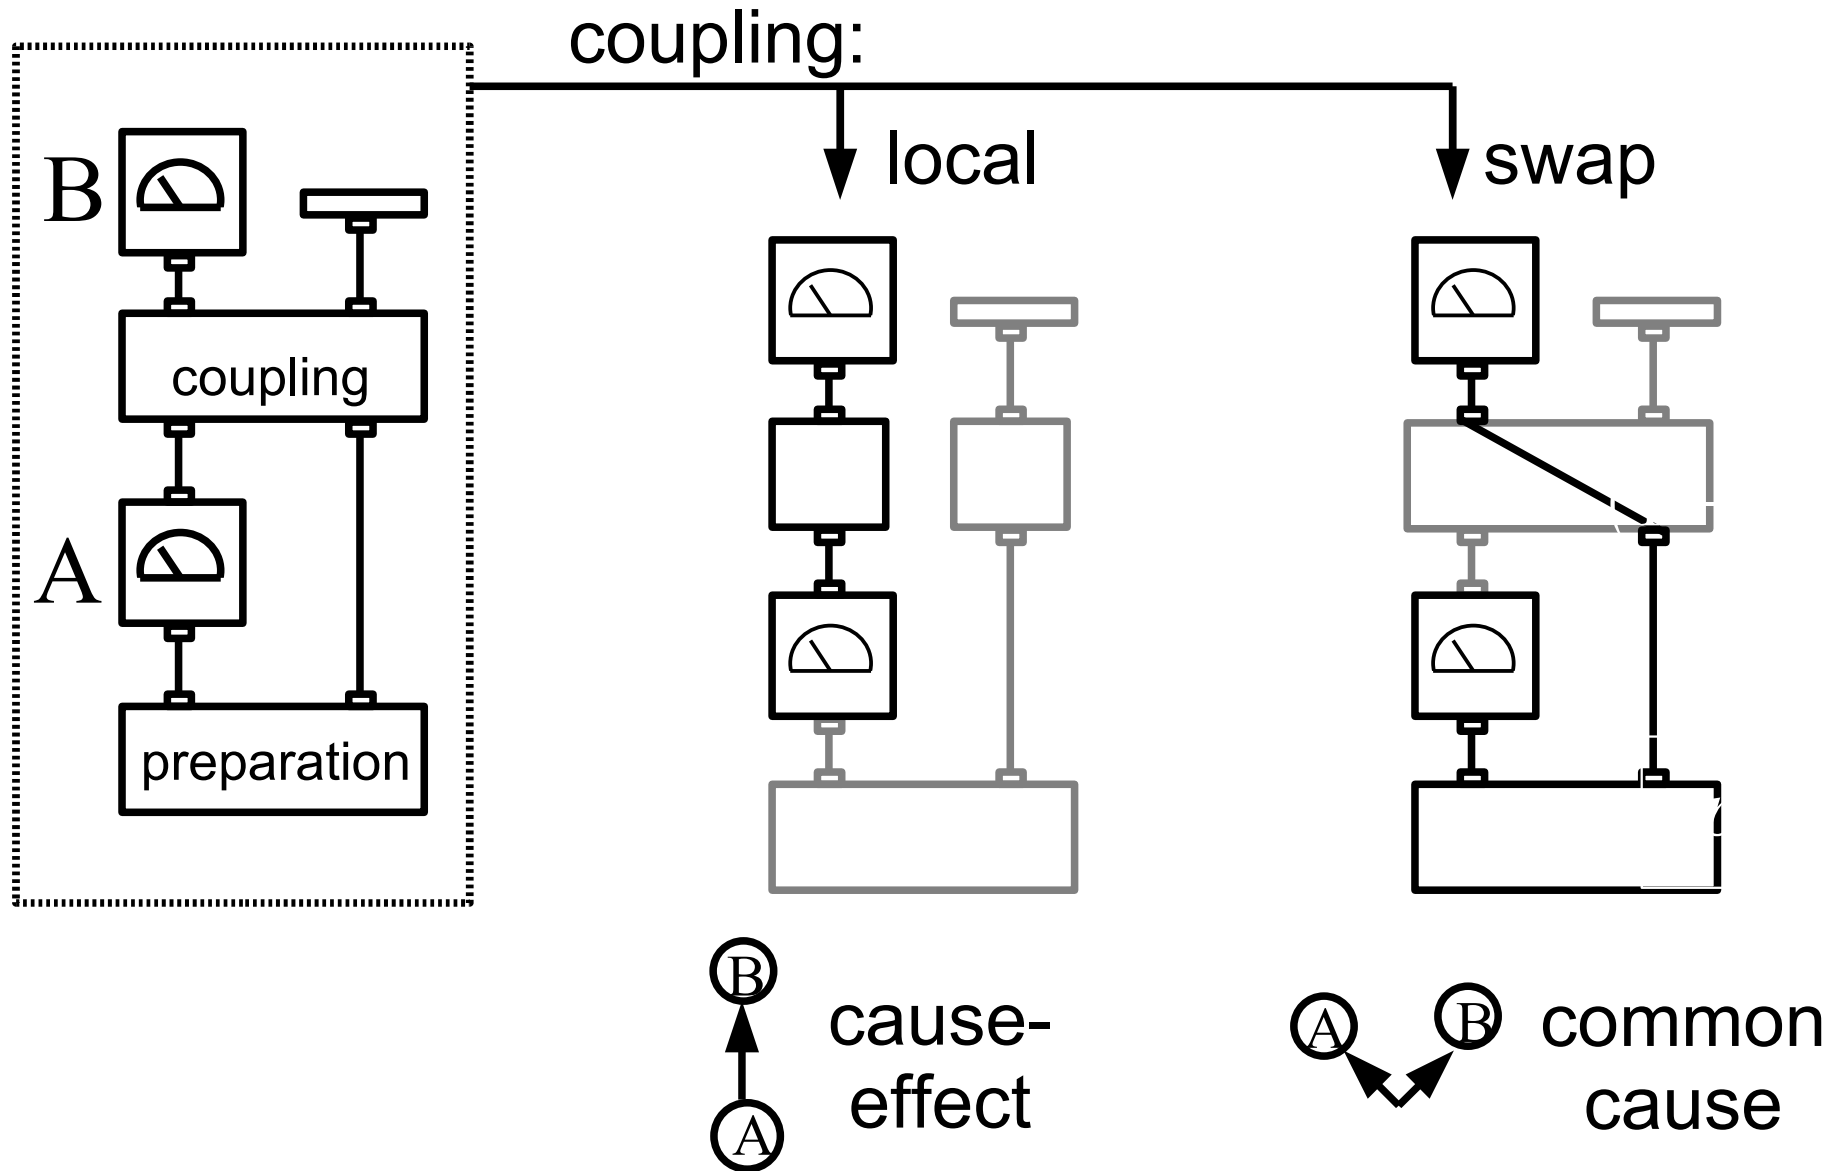 coupling:
local
swap
B
coupling
A
preparation
B
A
cause-
effect
A
B
common
cause